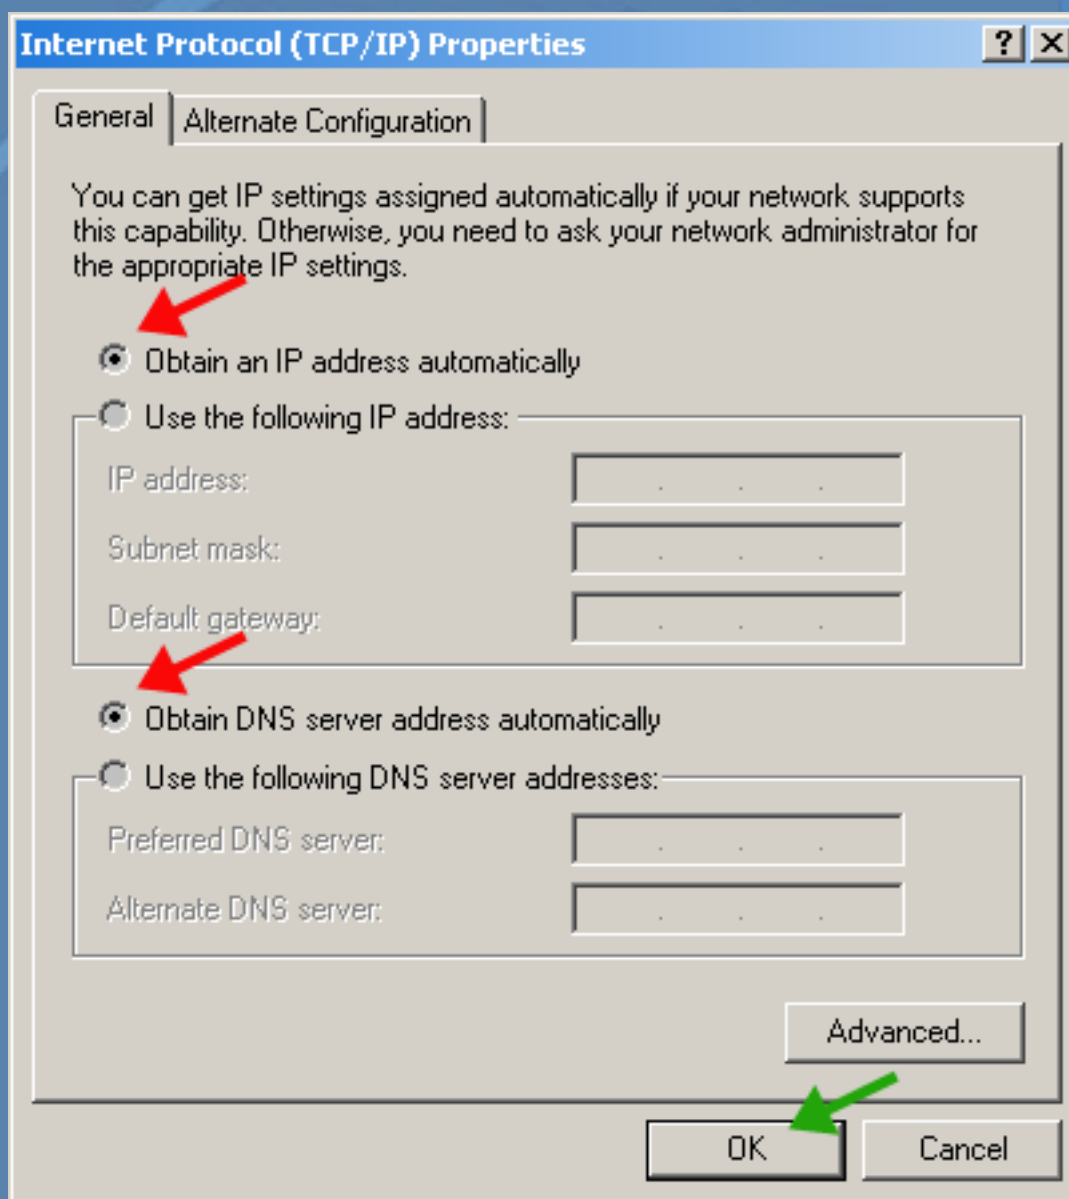 Internet Protocol (TCP/IP) Properties
General
Alternate Configuration
You can get IP settings assigned automatically if your network supports
this capability. Otherwise, you need to ask your network administrator for
the appropriate IP settings.
Obtain an IP address automatically
Use the following IP address:
IP address:
Subnet mask:
Default gateway:
Obtain DNS server address automatically
Use the following DNS server addresses:
Preferred DNS server:
Alternate DNS server:
Advanced...
OK
Cancel